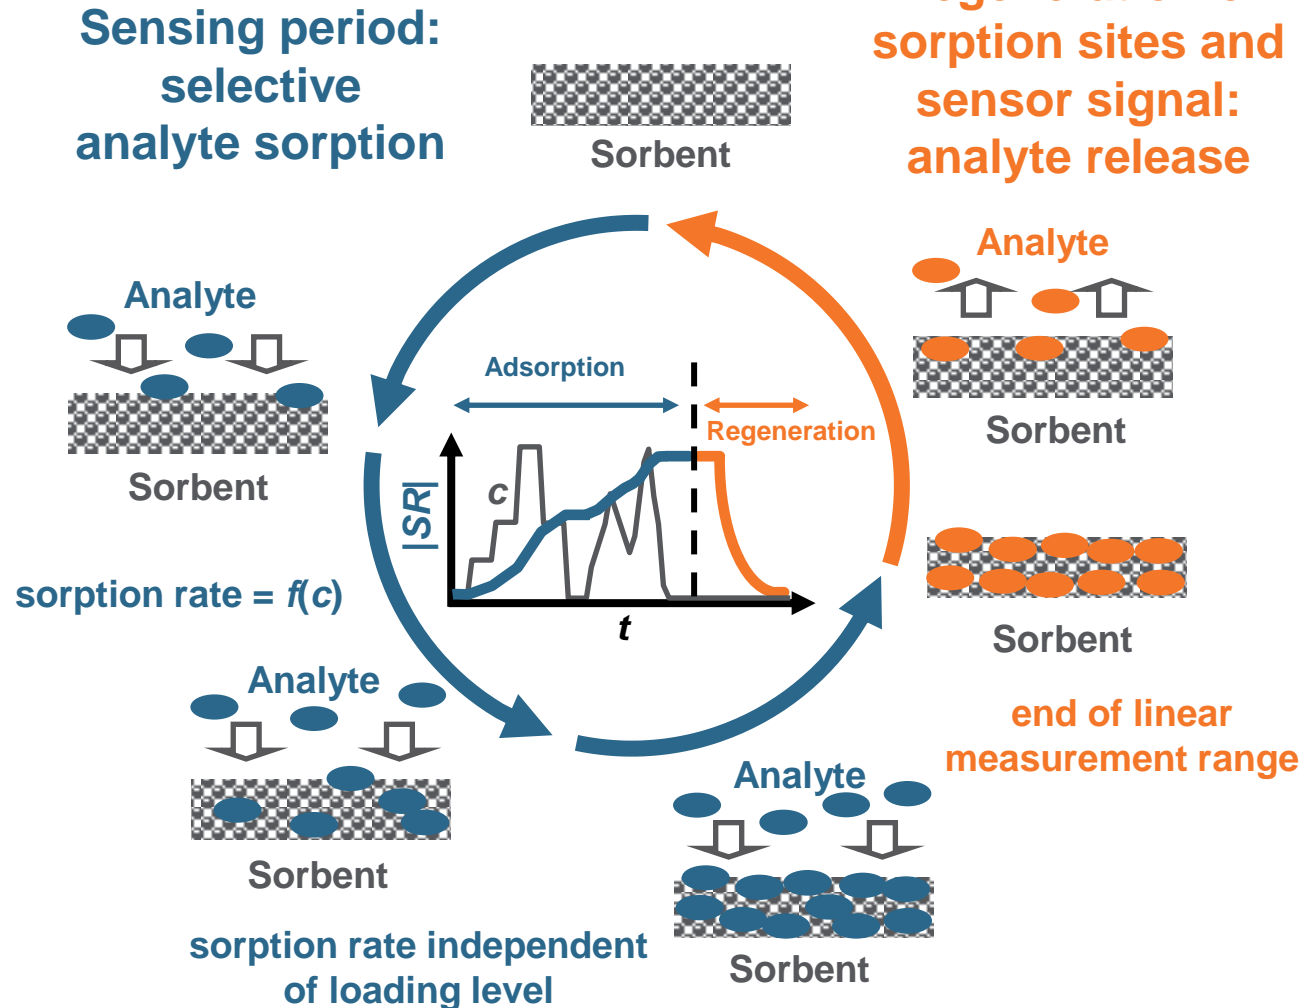 Sensing period:
selective
analyte sorption
sorption sites and
sensor signal:
analyte release
Sorbent
Analyte
Sorbent
Analyte
Sorbent
Adsorption
Regeneration
c
|SR|
t
sorption rate = f(c)
Sorbent
end of linear
measurement range
Analyte
Sorbent
Analyte
Sorbent
sorption rate independent
of loading level